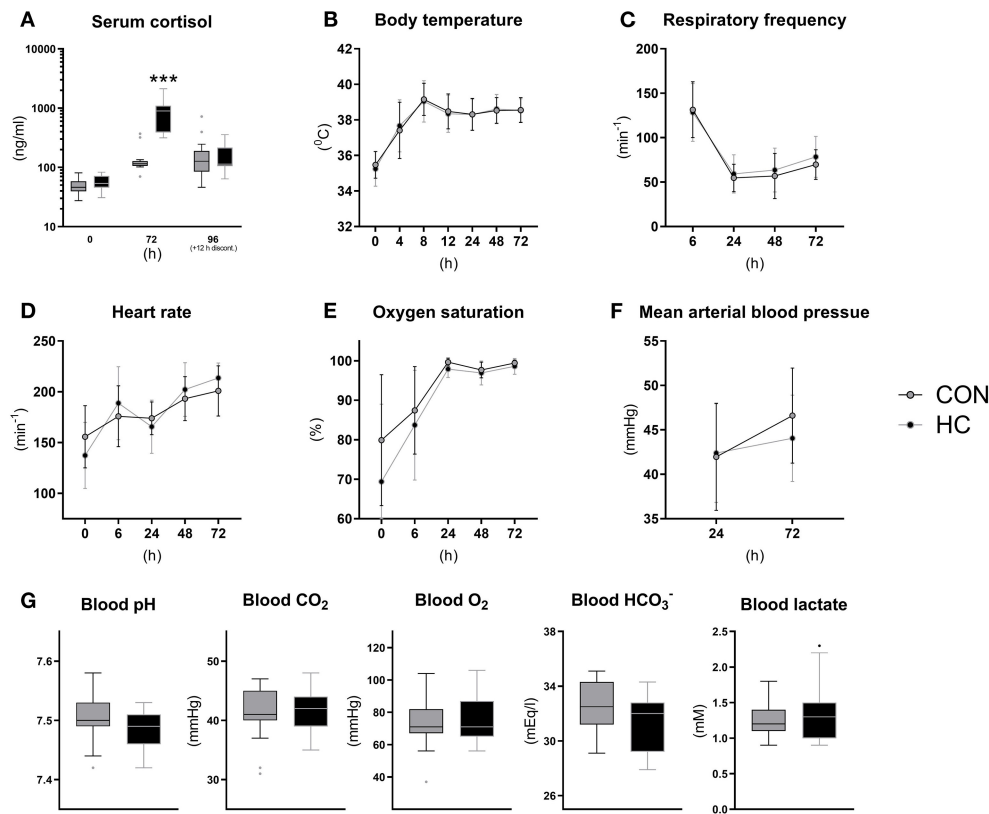 A Serum cortisol
10000
1000
100
10
(ng/ml)
***
0 72 96
(+12 h discont.)
(h)
B Body temperature
42
40
38
36
34
32
(⁰C)
0 4 8 12 24 48 72
(h)
C Respiratory frequency
200
150
100
50
0
(min⁻¹)
6 24 48 72
(h)
D Heart rate
250
200
150
100
(min⁻¹)
0 6 24 48 72
(h)
E Oxygen saturation
100
90
80
70
60
(%)
0 6 24 48 72
(h)
F Mean arterial blood pressue
55
50
45
40
35
(mmHg)
24 72
(h)
CON
HC
G Blood pH
7.6
7.5
7.4
Blood CO₂
50
40
30
(mmHg)
Blood O₂
120
100
80
60
40
(mmHg)
Blood HCO₃⁻
38
34
30
26
(mEq/l)
Blood lactate
2.5
2.0
1.5
1.0
0.5
0.0
(mM)